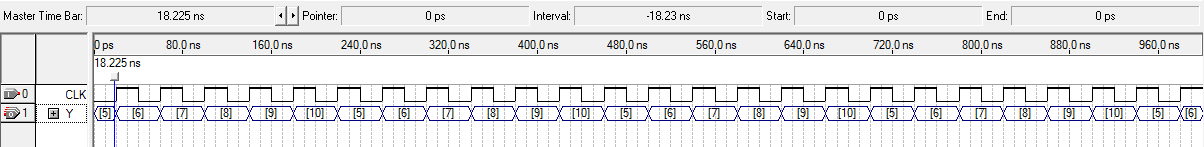 Master Time Bar: 18.225 ns Pointer: 0 ps Interval: -18.23 ns Start: 0 ps End: 0 ps
0 ps 80.0 ns 160.0 ns 240.0 ns 320.0 ns 400.0 ns 480.0 ns 560.0 ns 640.0 ns 720.0 ns 800.0 ns 880.0 ns 960.0 ns
18.225 ns
0 CLK
1 Y [5] [6] [7] [8] [9] [10] [5] [6] [7] [8] [9] [10] [5] [6] [7] [8] [9] [10] [5] [6] [7] [8] [9] [10] [5] [6]